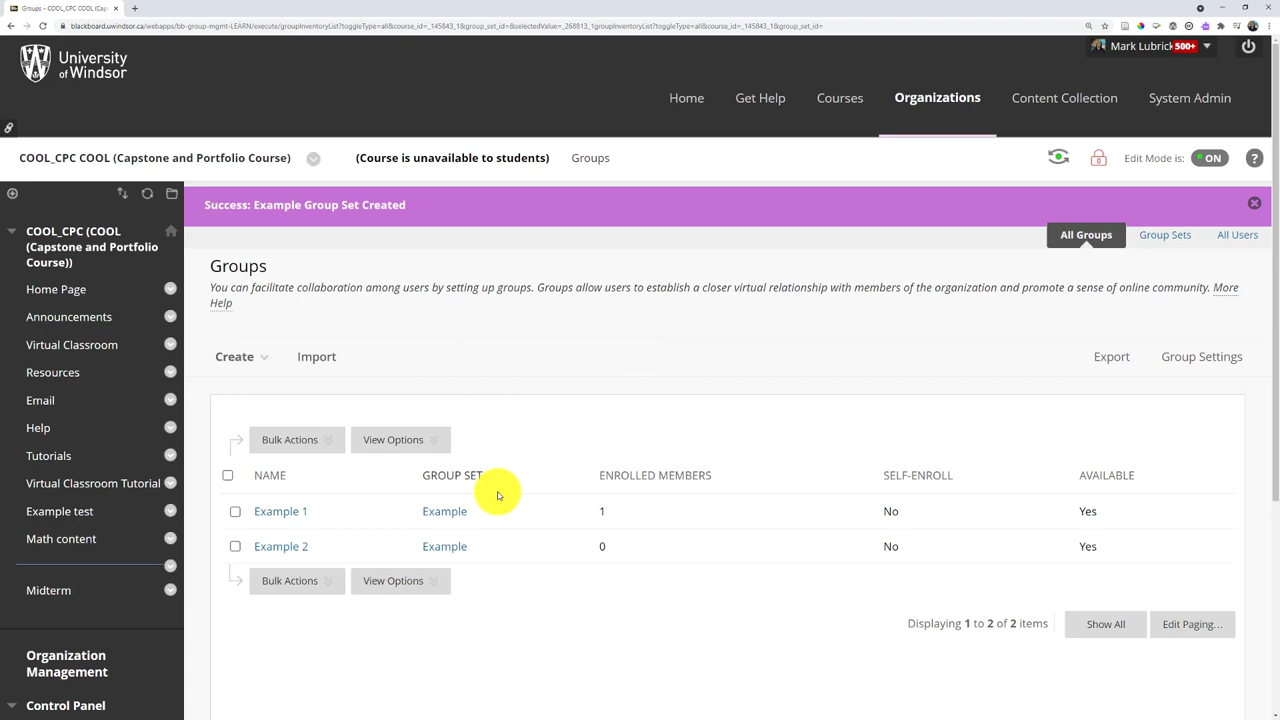 Groups – COOL_CPC COOL (Capston
blackboard.uwindsor.ca/webapps/bb-group-mgmt-LEARN/execute/groupInventoryList?toggleType=all&course_id=_145843_1&group_set_id=&selectedValue=_268813_1groupInventoryList?toggleType=all&course_id=_145843_1&group_set_id=
University of Windsor
Mark Lubrick 500+
Home Get Help Courses Organizations Content Collection System Admin
COOL_CPC COOL (Capstone and Portfolio Course) (Course is unavailable to students) Groups Edit Mode is: ON ?
Success: Example Group Set Created
All Groups Group Sets All Users
COOL_CPC (COOL
(Capstone and Portfolio
Course))
Home Page
Announcements
Virtual Classroom
Resources
Email
Help
Tutorials
Virtual Classroom Tutorial
Example test
Math content
Midterm
Organization
Management
Control Panel
Groups
You can facilitate collaboration among users by setting up groups. Groups allow users to establish a closer virtual relationship with members of the organization and promote a sense of online community. More
Help
Create Import Export Group Settings
Bulk Actions View Options
NAME GROUP SET ENROLLED MEMBERS SELF-ENROLL AVAILABLE
Example 1 Example 1 No Yes
Example 2 Example 0 No Yes
Bulk Actions View Options
Displaying 1 to 2 of 2 items Show All Edit Paging...